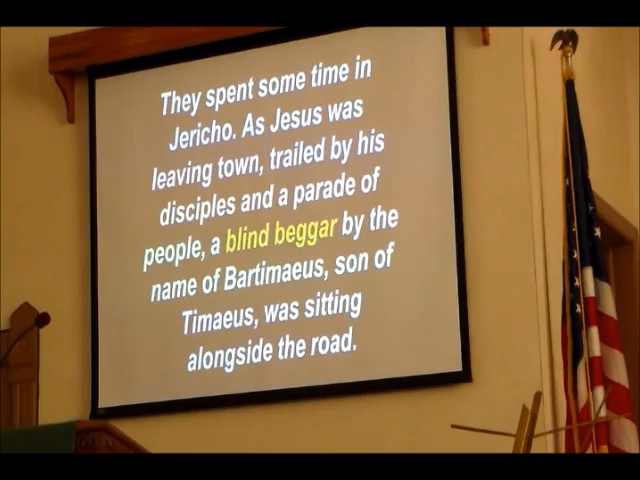 They spent some time in
Jericho. As Jesus was
leaving town, trailed by his
disciples and a parade of
people, a blind beggar by the
name of Bartimaeus, son of
Timaeus, was sitting
alongside the road.